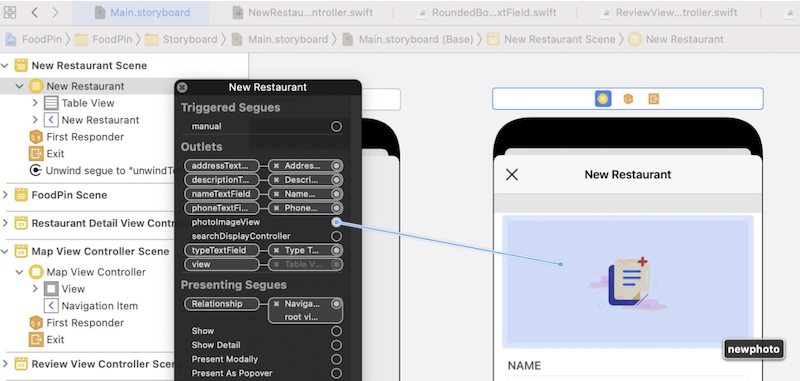 Main.storyboard
NewRestau...ntroller.swift
RoundedBo...xtField.swift
ReviewView...troller.swift
FoodPin
FoodPin
Storyboard
Main.storyboard
Main.storyboard (Base)
New Restaurant Scene
New Restaurant
New Restaurant Scene
New Restaurant
Table View
New Restaurant
First Responder
Exit
Unwind segue to "unwindT
FoodPin Scene
Restaurant Detail View Contr
Map View Controller Scene
Map View Controller
View
Navigation Item
First Responder
Exit
Review View Controller Scen
New Restaurant
Triggered Segues
manual
Outlets
addressText... Addres...
descriptionT... Descri...
nameTextField Name...
phoneTextFi... Phone...
photoImageView
searchDisplayController
typeTextField Type T...
view Table V...
Presenting Segues
Relationship Naviga...
root vi...
Show
Show Detail
Present Modally
Present As Popover
New Restaurant
newphoto
NAME